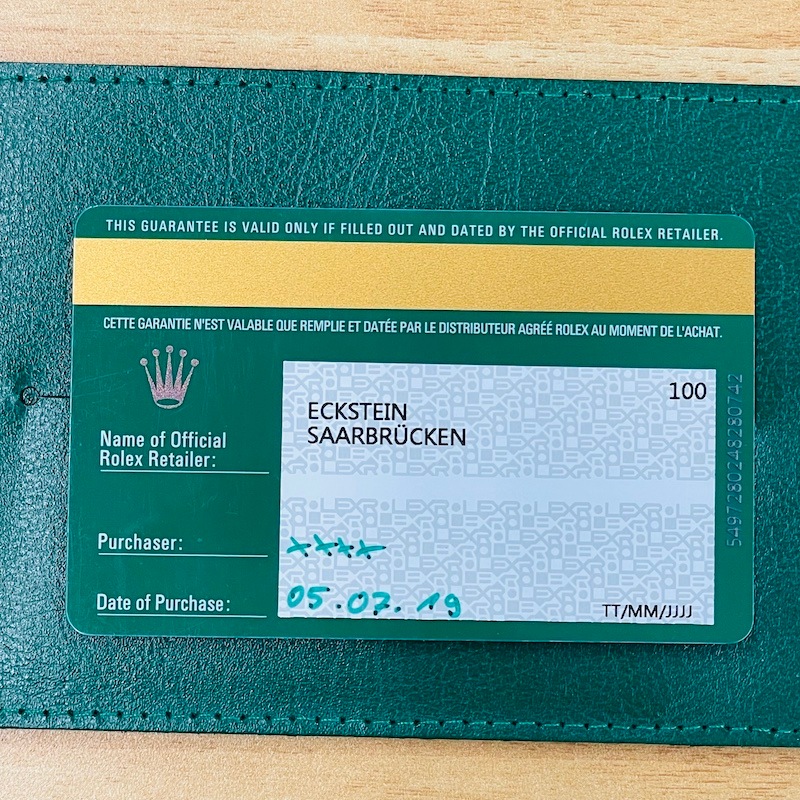 THIS GUARANTEE IS VALID ONLY IF FILLED OUT AND DATED BY THE OFFICIAL ROLEX RETAILER.
CETTE GARANTIE N'EST VALABLE QUE REMPLIE ET DATÉE PAR LE DISTRIBUTEUR AGRÉÉ ROLEX AU MOMENT DE L'ACHAT.
100
ECKSTEIN
SAARBRÜCKEN
Name of Official
Rolex Retailer:
Purchaser:
xxxx
Date of Purchase:
05.07.19
TT/MM/JJJJ
5497280248280742